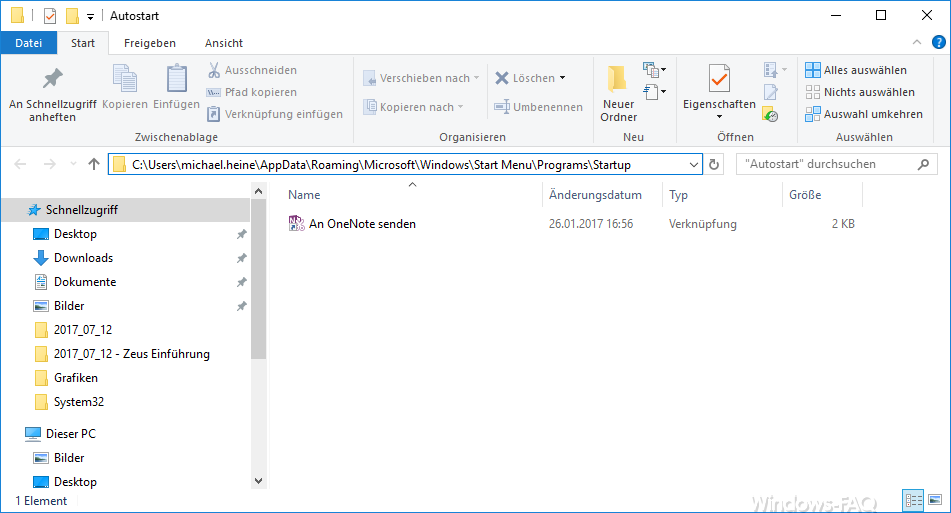 Autostart
Datei Start Freigeben Ansicht
An Schnellzugriff anheften
Kopieren
Einfügen
Ausschneiden
Pfad kopieren
Verknüpfung einfügen
Zwischenablage
Verschieben nach
Kopieren nach
Löschen
Umbenennen
Organisieren
Neuer Ordner
Neu
Eigenschaften
Öffnen
Alles auswählen
Nichts auswählen
Auswahl umkehren
Auswählen
C:\Users\michael.heine\AppData\Roaming\Microsoft\Windows\Start Menu\Programs\Startup
"Autostart" durchsuchen
Schnellzugriff
Desktop
Downloads
Dokumente
Bilder
2017_07_12
2017_07_12 - Zeus Einführung
Grafiken
System32
Dieser PC
Bilder
Desktop
Name Änderungsdatum Typ Größe
An OneNote senden 26.01.2017 16:56 Verknüpfung 2 KB
1 Element
Windows-FAQ